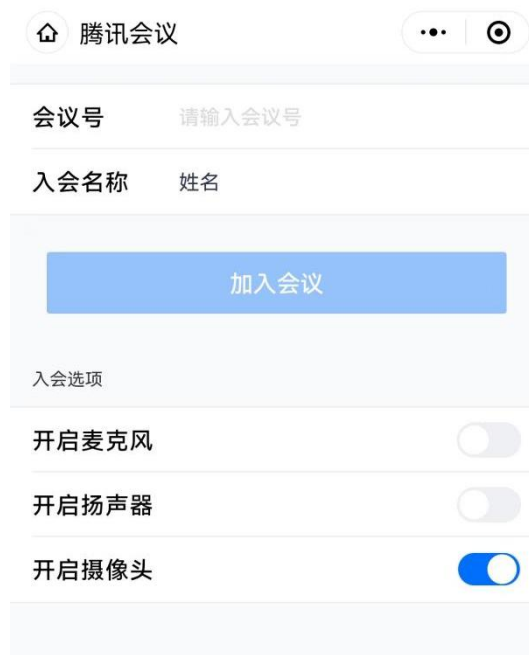 腾讯会议
会议号 请输入会议号
入会名称 姓名
加入会议
入会选项
开启麦克风
开启扬声器
开启摄像头